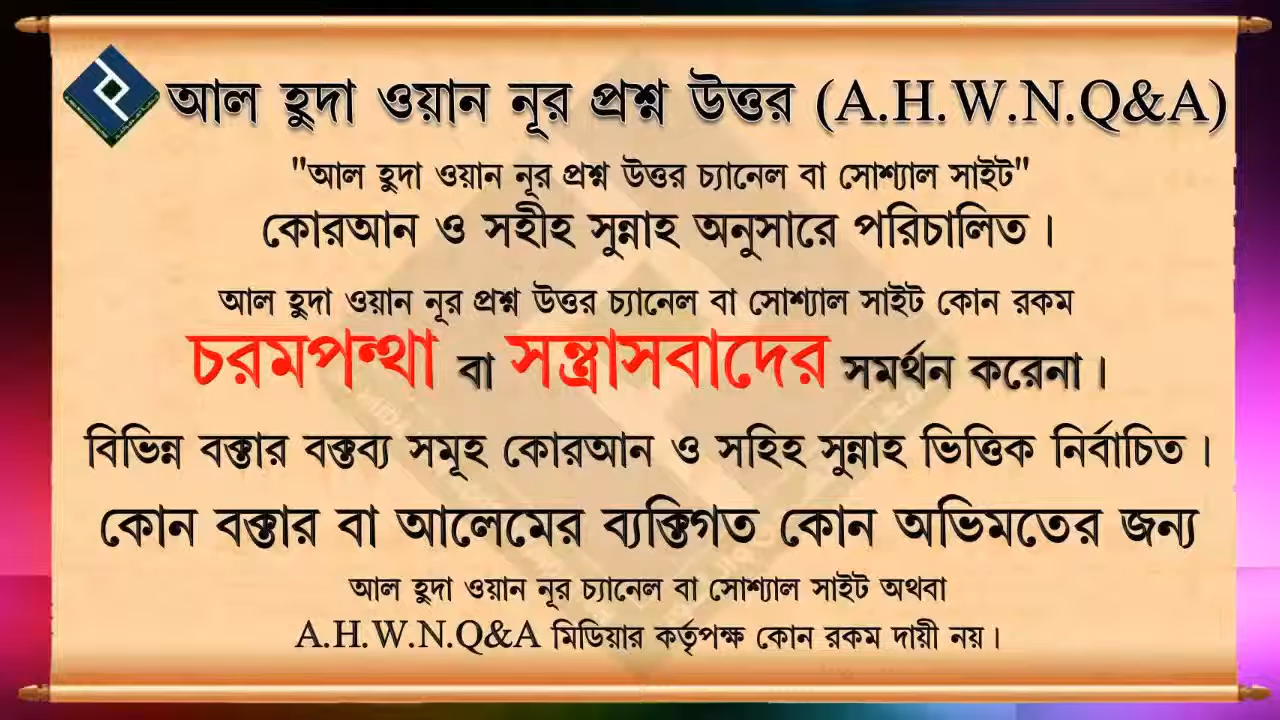 আল হুদা ওয়ান নূর প্রশ্ন উত্তর (A.H.W.N.Q&A)
"আল হুদা ওয়ান নূর প্রশ্ন উত্তর চ্যানেল বা সোশ্যাল সাইট"
কোরআন ও সহীহ সুন্নাহ অনুসারে পরিচালিত।
আল হুদা ওয়ান নূর প্রশ্ন উত্তর চ্যানেল বা সোশ্যাল সাইট কোন রকম
চরমপন্থা বা সন্ত্রাসবাদের সমর্থন করেনা।
বিভিন্ন বক্তার বক্তব্য সমূহ কোরআন ও সহিহ সুন্নাহ ভিত্তিক নির্বাচিত।
কোন বক্তার বা আলেমের ব্যক্তিগত কোন অভিমতের জন্য
আল হুদা ওয়ান নূর চ্যানেল বা সোশ্যাল সাইট অথবা
A.H.W.N.Q&A মিডিয়ার কর্তৃপক্ষ কোন রকম দায়ী নয়।